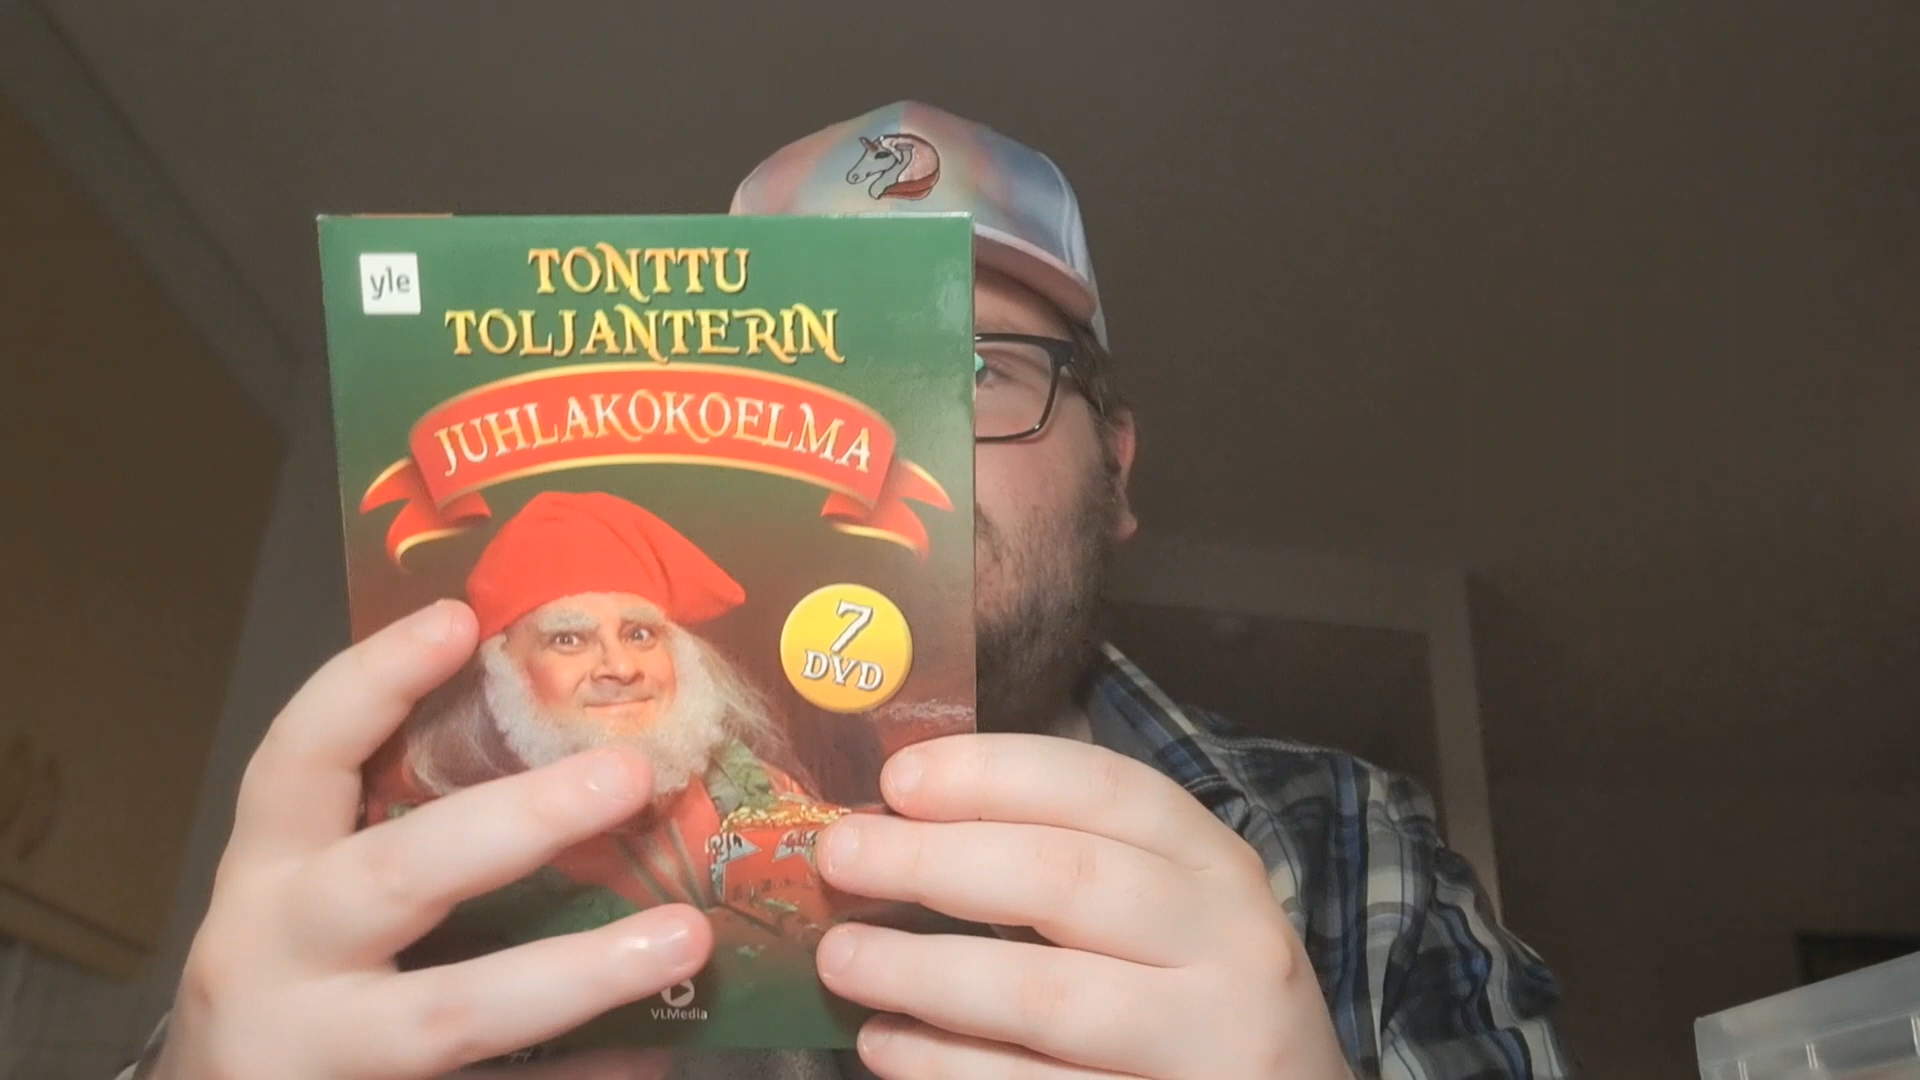 yle
TONTTU
TOLJANTERIN
JUHLAKOKOELMA
7
DVD
VLMedia